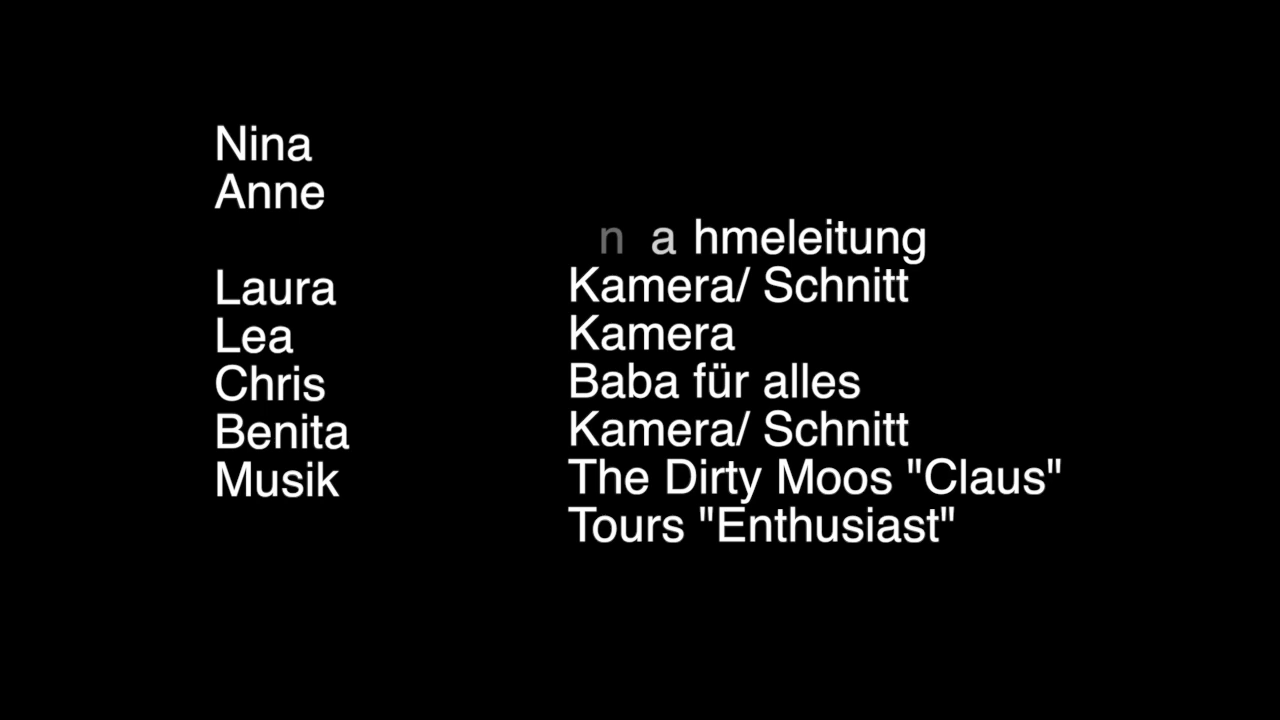 Nina
Anne
n a hmeleitung
Laura Kamera/ Schnitt
Lea Kamera
Chris Baba für alles
Benita Kamera/ Schnitt
Musik The Dirty Moos "Claus"
Tours "Enthusiast"